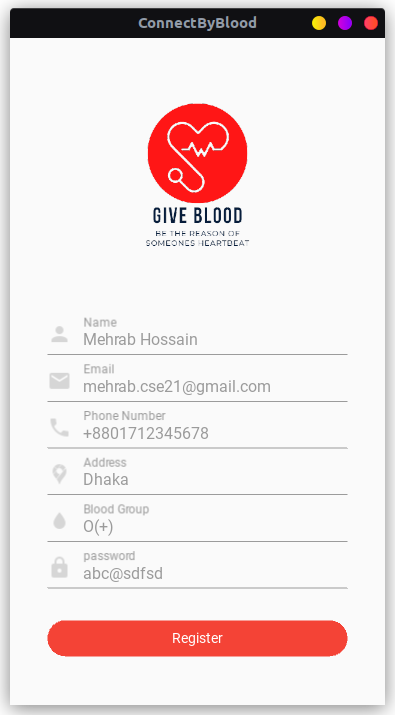 ConnectByBlood
GIVE BLOOD
BE THE REASON OF
SOMEONES HEARTBEAT
Name
Mehrab Hossain
Email
mehrab.cse21@gmail.com
Phone Number
+8801712345678
Address
Dhaka
Blood Group
O(+)
password
abc@sdfsd
Register